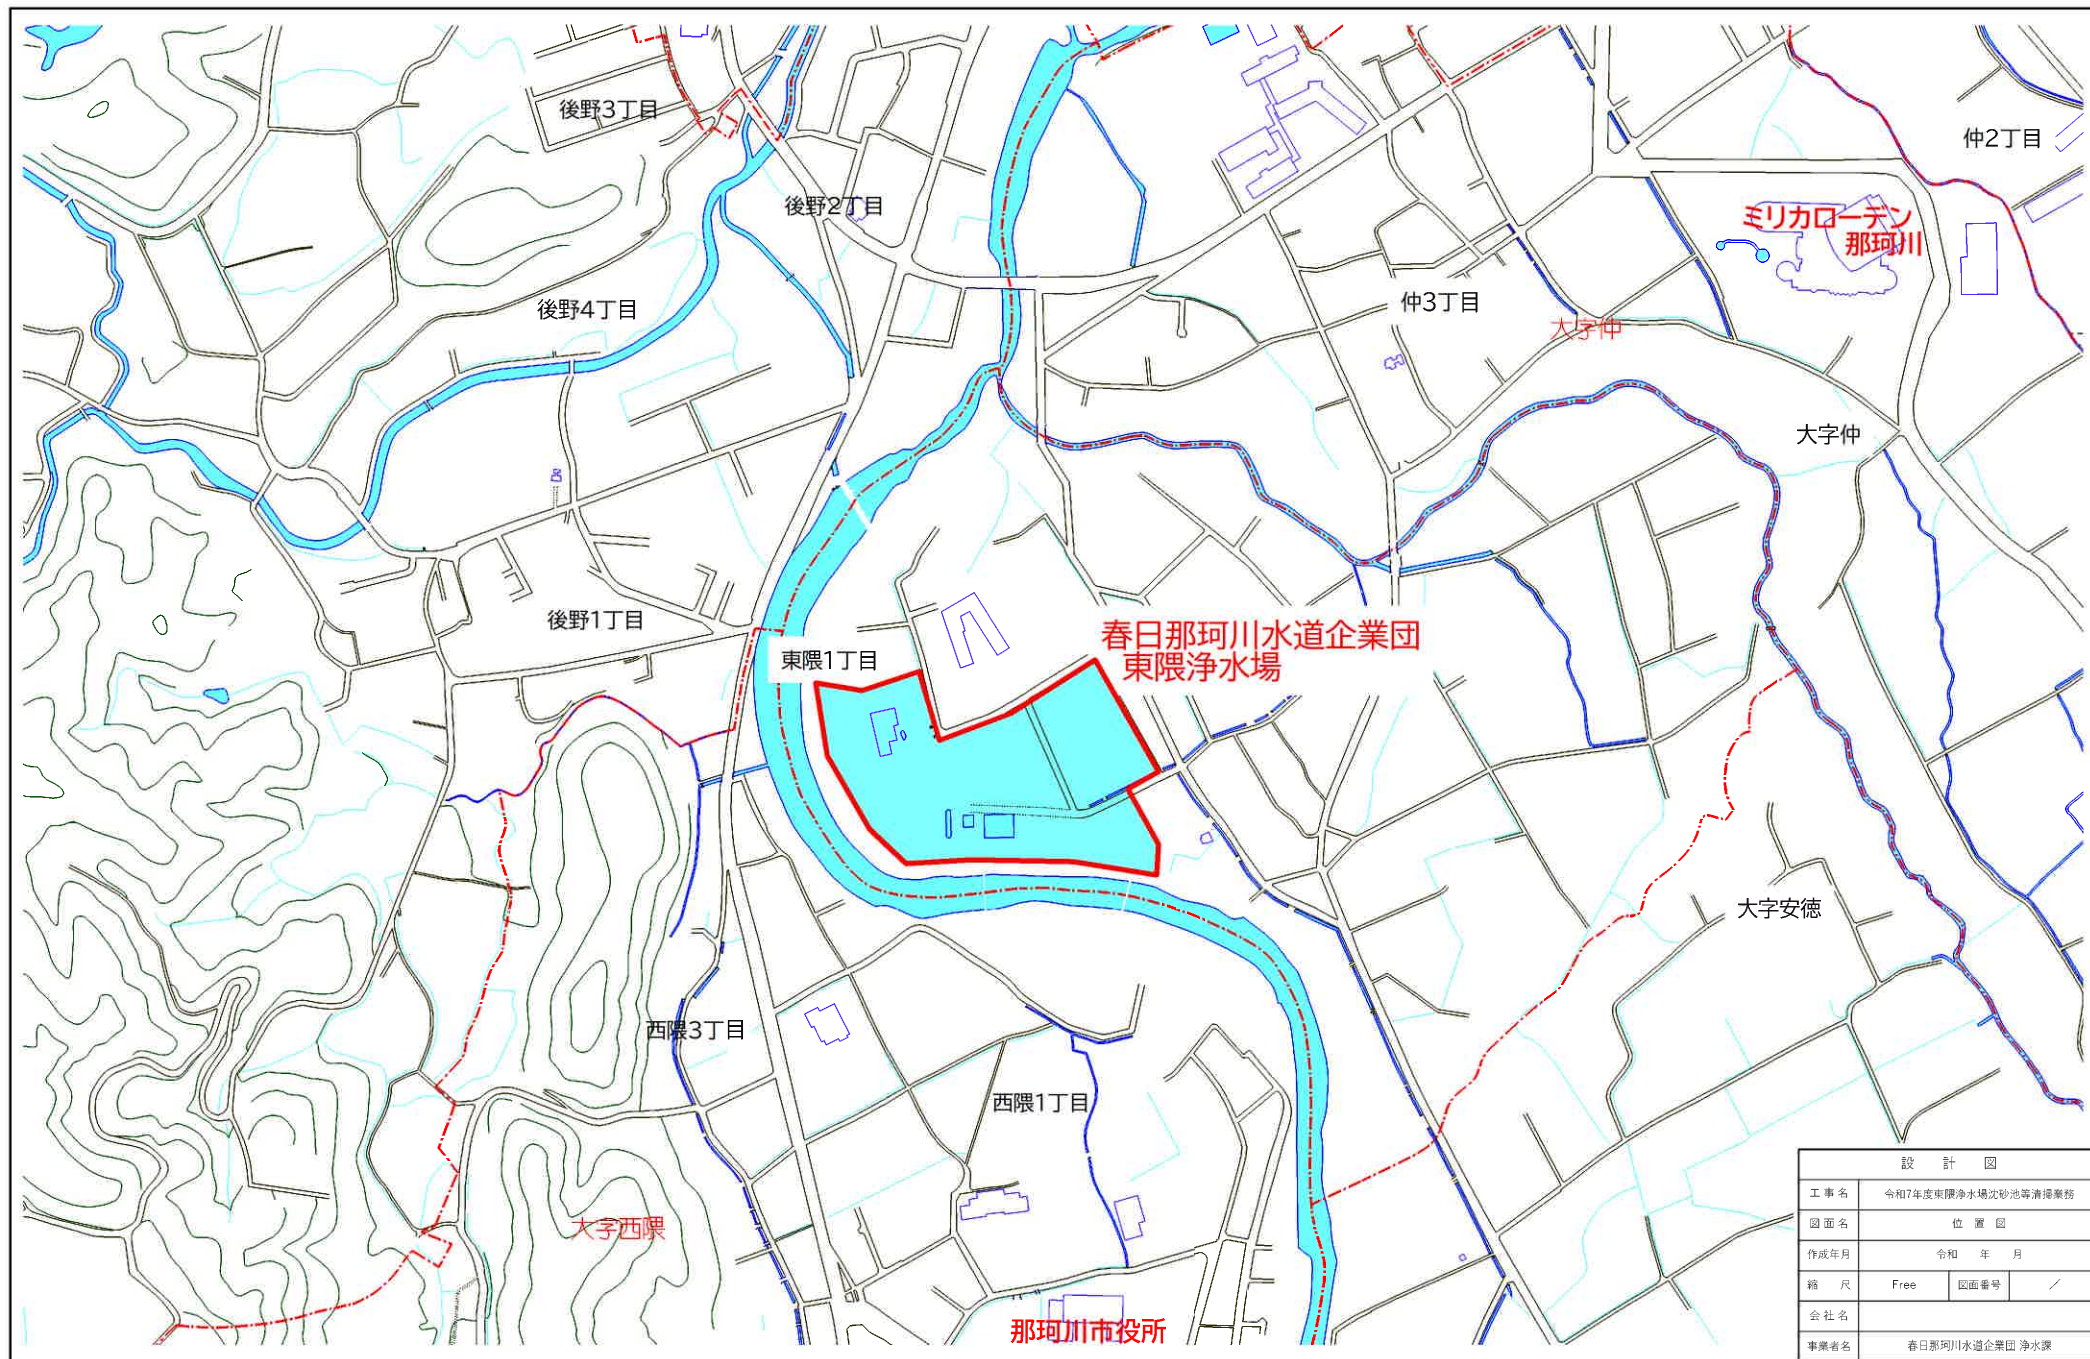 後野3丁目
仲2丁目
後野2丁目
ミリカローデン
那珂川
後野4丁目
仲3丁目
大字仲
大字仲
後野1丁目
春日那珂川水道企業団
東隈浄水場
東隈1丁目
大字安徳
西隈3丁目
西隈1丁目
大字西隈
那珂川市役所
設 計 図
工事名 令和7年度東隈浄水場沈砂池等清掃業務
図面名 位 置 図
作成年月 令和 年 月
縮 尺 Free 図面番号 ／
会社名
事業者名 春日那珂川水道企業団 浄水課